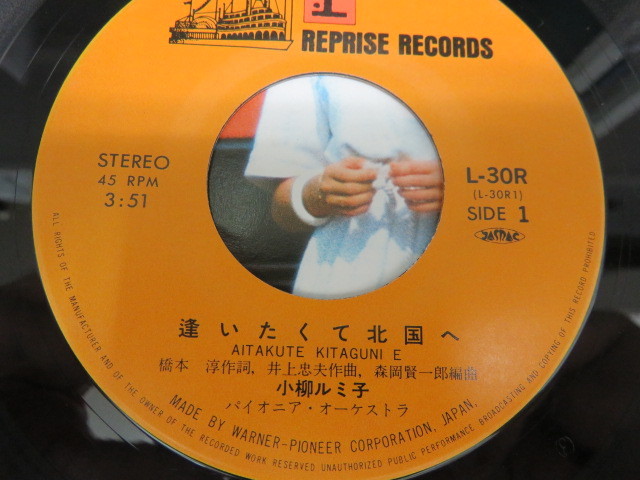 REPRISE RECORDS
STEREO
45 RPM
3:51
L-30R
(L-30R1)
SIDE 1
JASRAC
逢いたくて北国へ
AITAKUTE KITAGUNI E
橋本 淳作詞, 井上忠夫作曲, 森岡賢一郎編曲
小柳ルミ子
パイオニア・オーケストラ
MADE BY WARNER-PIONEER CORPORATION, JAPAN.
ALL RIGHTS OF THE MANUFACTURER AND OF THE OWNER OF THE RECORDED WORK RESERVED UNAUTHORIZED PUBLIC PERFORMANCE BROADCASTING AND COPYING OF THIS RECORD PROHIBITED